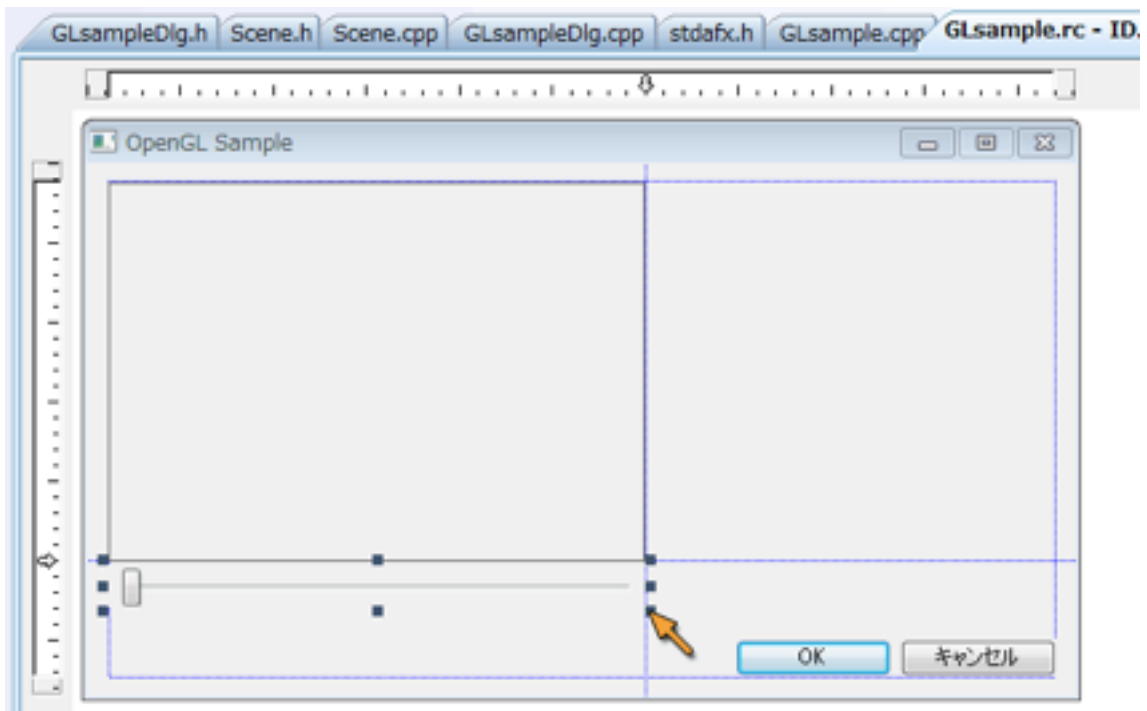 GLsampleDlg.h Scene.h Scene.cpp GLsampleDlg.cpp stdafx.h GLsample.cpp GLsample.rc - ID.
OpenGL Sample
OK キャンセル